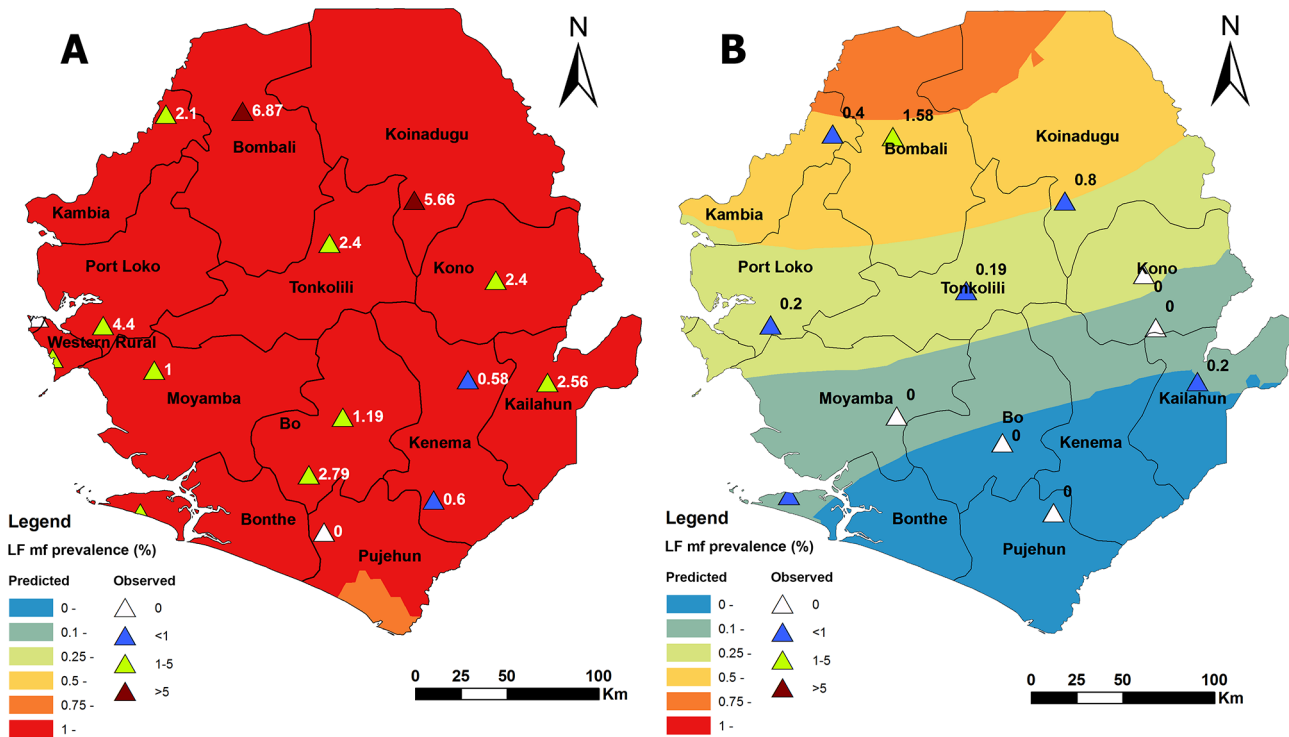 A
N
2.1
6.87
Koinadugu
Bombali
5.66
Kambia
2.4
Port Loko
Kono
2.4
Tonkolili
4.4
Western Rural
1
0.58
2.56
Moyamba
Kailahun
1.19
Bo
Kenema
2.79
0.6
Bonthe
0
Pujehun
Legend
LF mf prevalence (%)
Predicted Observed
0 - 0
0.1 - <1
0.25 - 1-5
0.5 - >5
0.75 -
1 -
0 25 50 100
Km
B
N
0.4
1.58
Koinadugu
Bombali
0.8
Kambia
Port Loko
0.19
Kono
Tonkolili
0
0.2
0
0.2
Moyamba
0
Kailahun
Bo
0
Kenema
0
Bonthe
Pujehun
Legend
LF mf prevalence (%)
Predicted Observed
0 - 0
0.1 - <1
0.25 - 1-5
0.5 - >5
0.75 -
1 -
0 25 50 100
Km